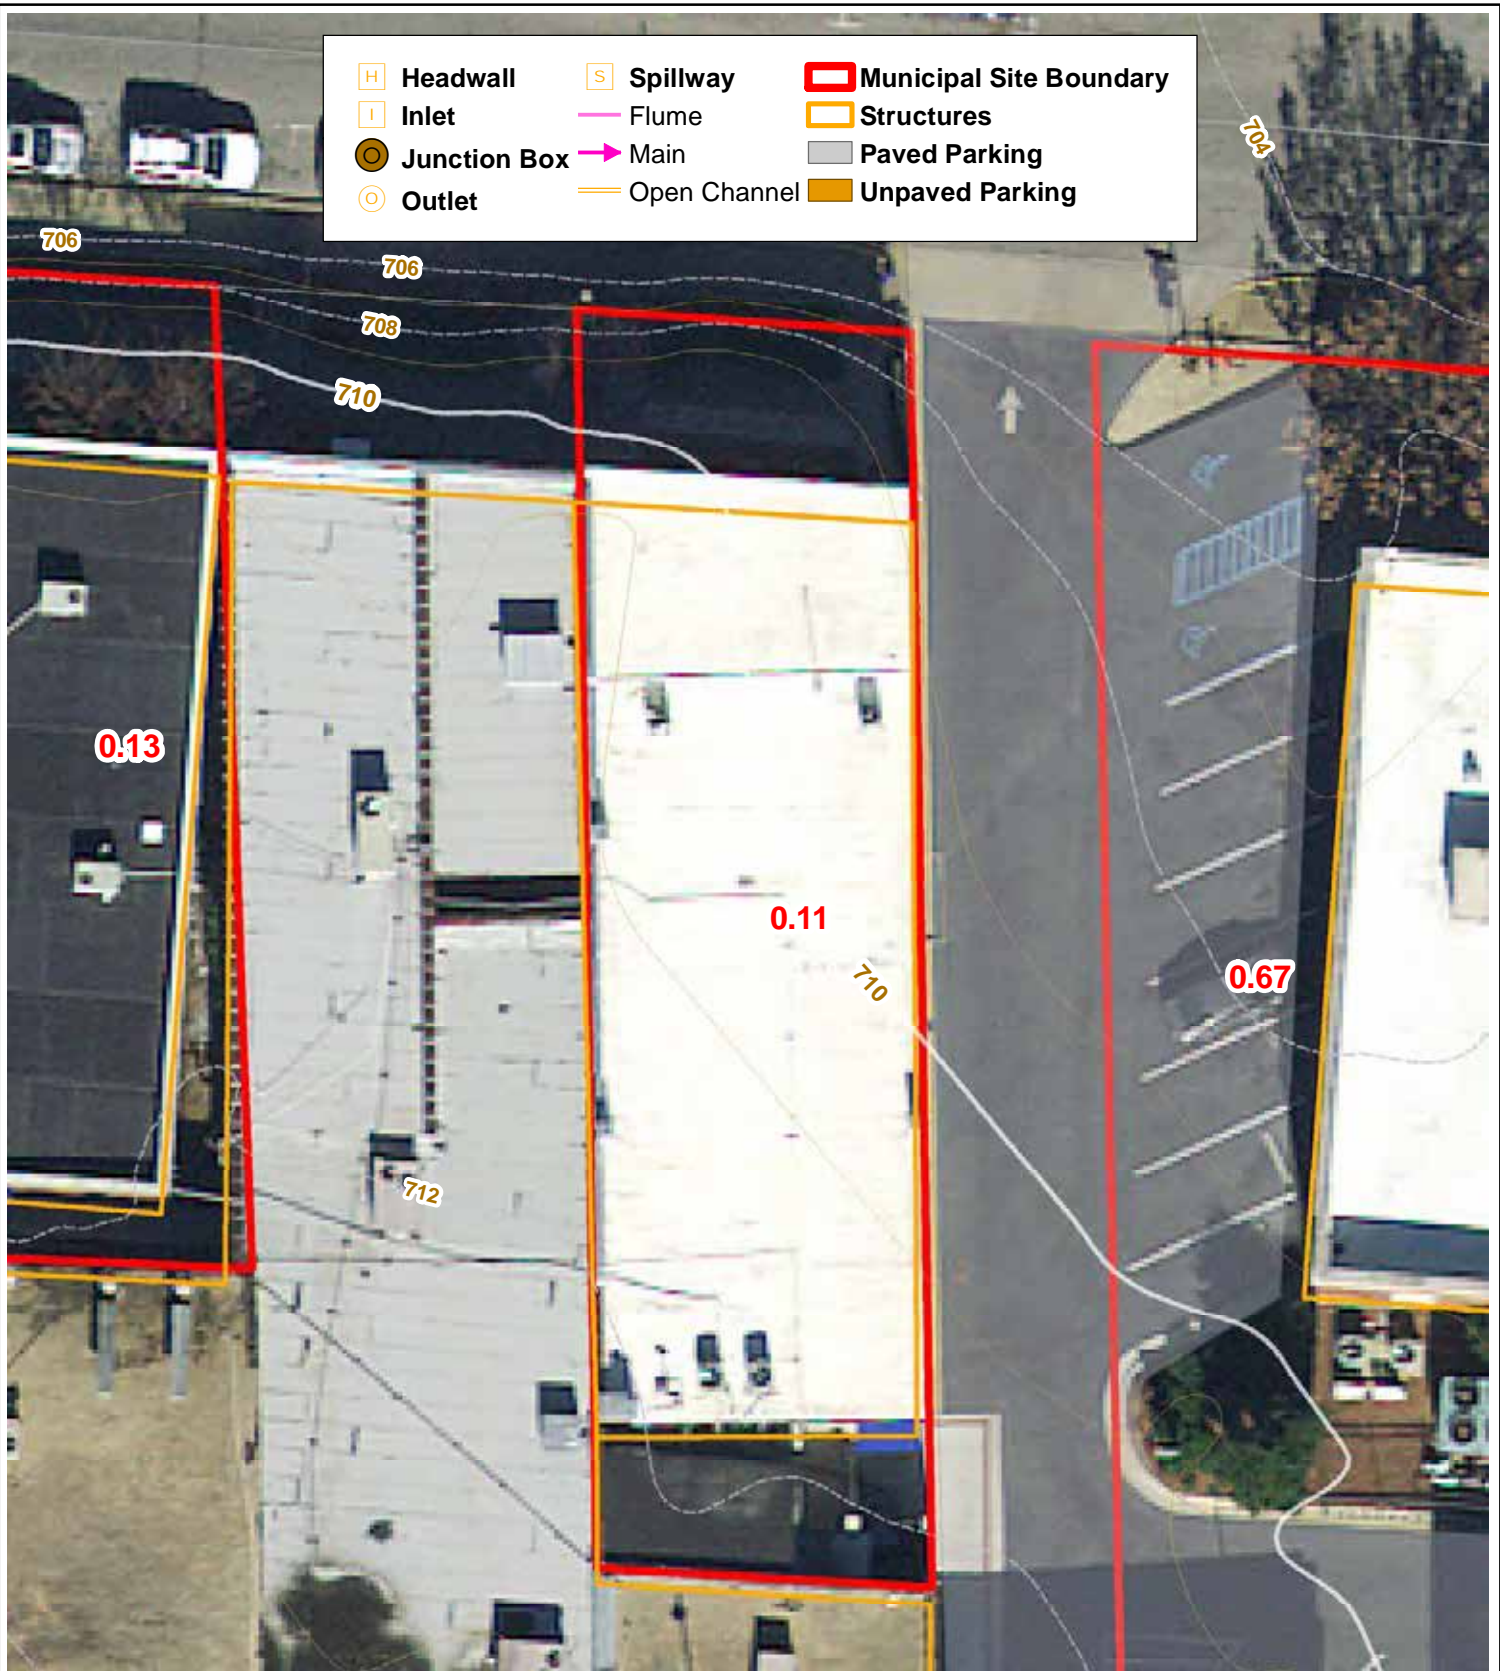 H Headwall
S Spillway
Municipal Site Boundary
I Inlet
Flume
Structures
Junction Box
Main
Paved Parking
O Outlet
Open Channel
Unpaved Parking
704
706
706
708
710
0.13
0.11
710
0.67
712